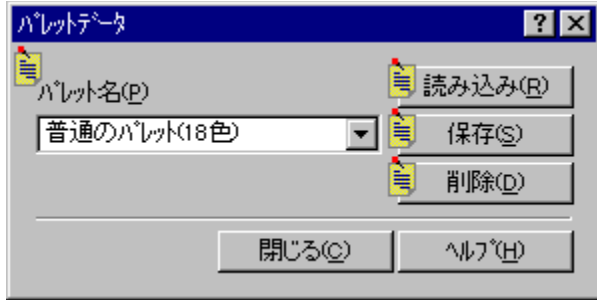 パレットデータ
パレット名(P)
読み込み(R)
普通のパレット(18色)
保存(S)
削除(D)
閉じる(C)
ヘルプ(H)